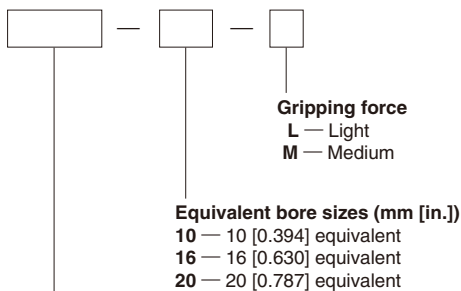 Gripping force
L — Light
M — Medium
Equivalent bore sizes (mm [in.])
10 — 10 [0.394] equivalent
16 — 16 [0.630] equivalent
20 — 20 [0.787] equivalent